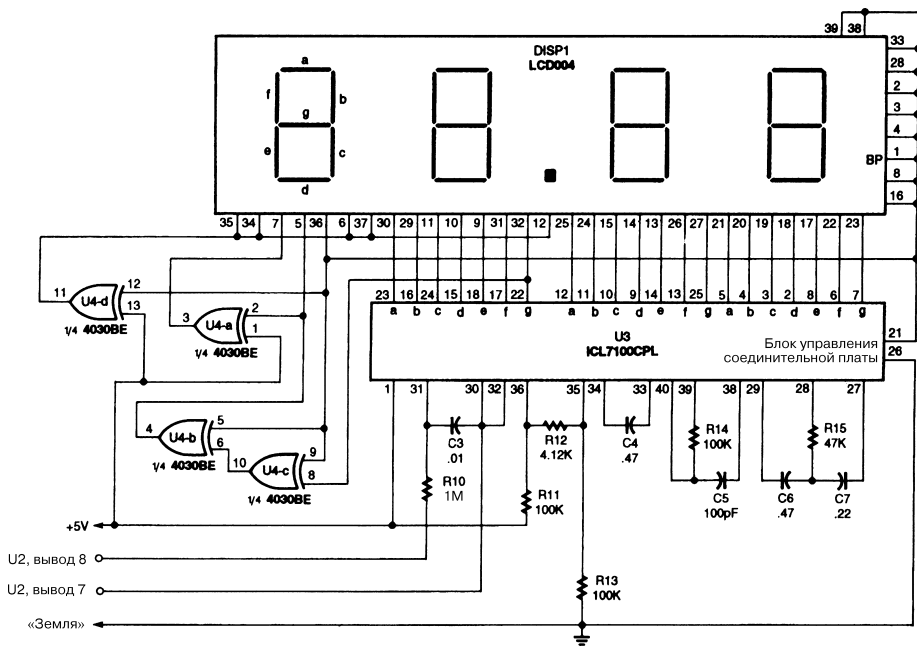 39 38
DISP1
LCD004
33
28
2
3
4
BP 1
8
16
a
f
b
g
e
c
d
35 34 7 5 36 6 37 30 29 11 10 9 31 32 12 25 24 15 14 13 26 27 21 20 19 18 17 22 23
11 U4-d 12
13
1/4 4030BE
3 U4-a 2
1
1/4 4030BE
23 16 24 15 18 17 22 12 11 10 9 14 13 25 5 4 3 2 8 6 7
a b c d e f g a b c d e f g a b c d e f g
U3
ICL7100CPL
Блок управления
соединительной платы
21
26
1 31 30 32 36 35 34 33 40 39 38 29 28 27
4 U4-b 5
6
1/4 4030BE
10 U4-c 9
8
1/4 4030BE
C3
.01
R10
1M
R12
4.12K
R11
100K
C4
.47
R14
100K
C5
100pF
R15
47K
C6
.47
C7
.22
+5V
U2, вывод 8
U2, вывод 7
R13
100K
«Земля»